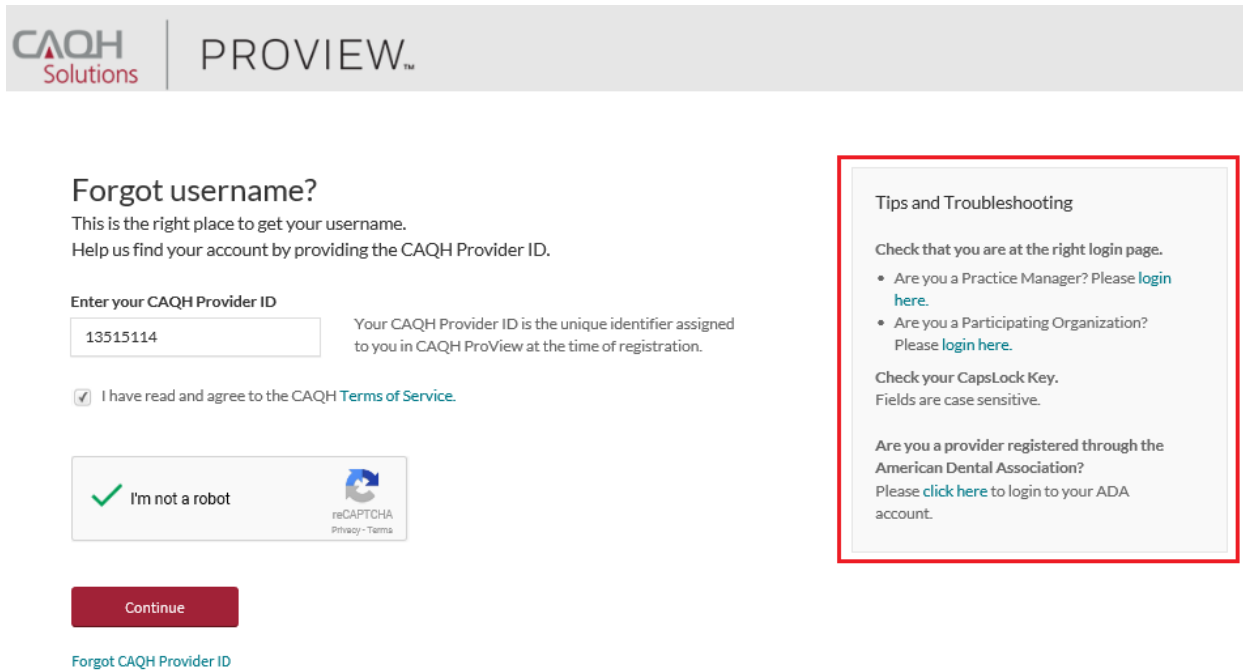 CAQH
Solutions
PROVIEW™
Forgot username?
This is the right place to get your username.
Help us find your account by providing the CAQH Provider ID.
Enter your CAQH Provider ID
13515114
Your CAQH Provider ID is the unique identifier assigned
to you in CAQH ProView at the time of registration.
I have read and agree to the CAQH Terms of Service.
I'm not a robot
reCAPTCHA
Privacy - Terms
Continue
Forgot CAQH Provider ID
Tips and Troubleshooting
Check that you are at the right login page.
• Are you a Practice Manager? Please login
here.
• Are you a Participating Organization?
Please login here.
Check your CapsLock Key.
Fields are case sensitive.
Are you a provider registered through the
American Dental Association?
Please click here to login to your ADA
account.